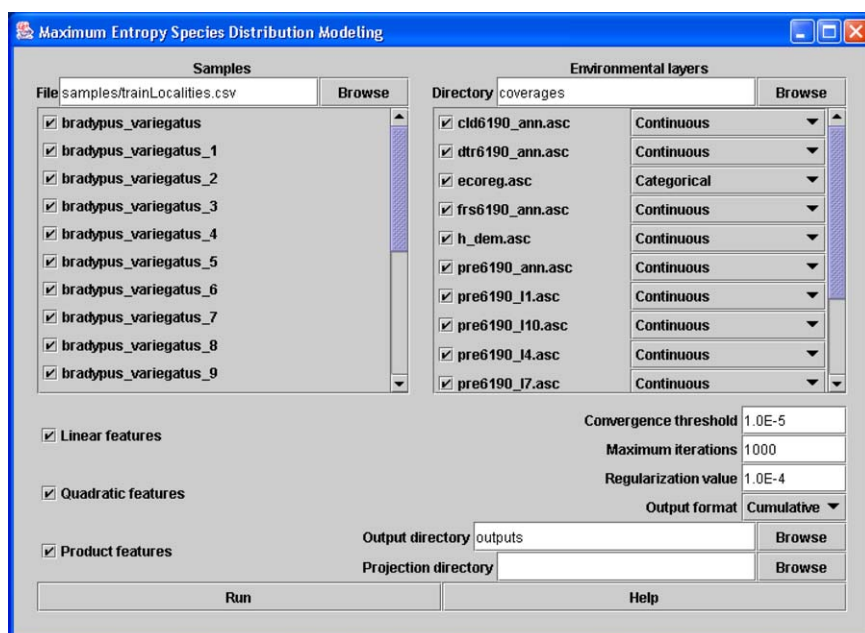 Maximum Entropy Species Distribution Modeling
Samples
File samples/trainLocalities.csv Browse
bradypus_variegatus
bradypus_variegatus_1
bradypus_variegatus_2
bradypus_variegatus_3
bradypus_variegatus_4
bradypus_variegatus_5
bradypus_variegatus_6
bradypus_variegatus_7
bradypus_variegatus_8
bradypus_variegatus_9
Environmental layers
Directory coverages Browse
cld6190_ann.asc Continuous
dtr6190_ann.asc Continuous
ecoreg.asc Categorical
frs6190_ann.asc Continuous
h_dem.asc Continuous
pre6190_ann.asc Continuous
pre6190_l1.asc Continuous
pre6190_l10.asc Continuous
pre6190_l4.asc Continuous
pre6190_l7.asc Continuous
Linear features
Quadratic features
Product features
Convergence threshold 1.0E-5
Maximum iterations 1000
Regularization value 1.0E-4
Output format Cumulative
Output directory outputs Browse
Projection directory Browse
Run Help